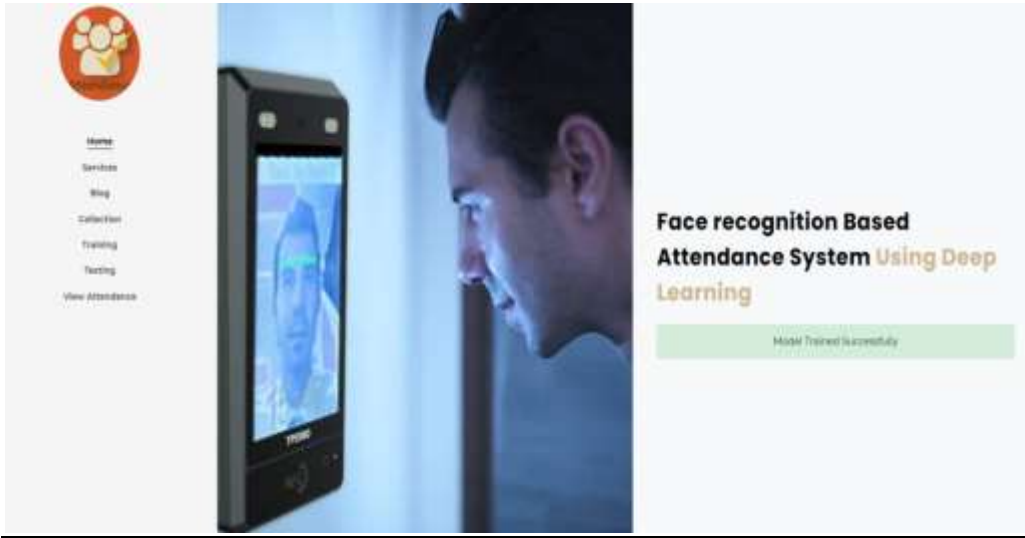 Home
Services
Blog
Collection
Training
Testing
View Attendance
Face recognition Based
Attendance System Using Deep
Learning
Model Trained Successfully